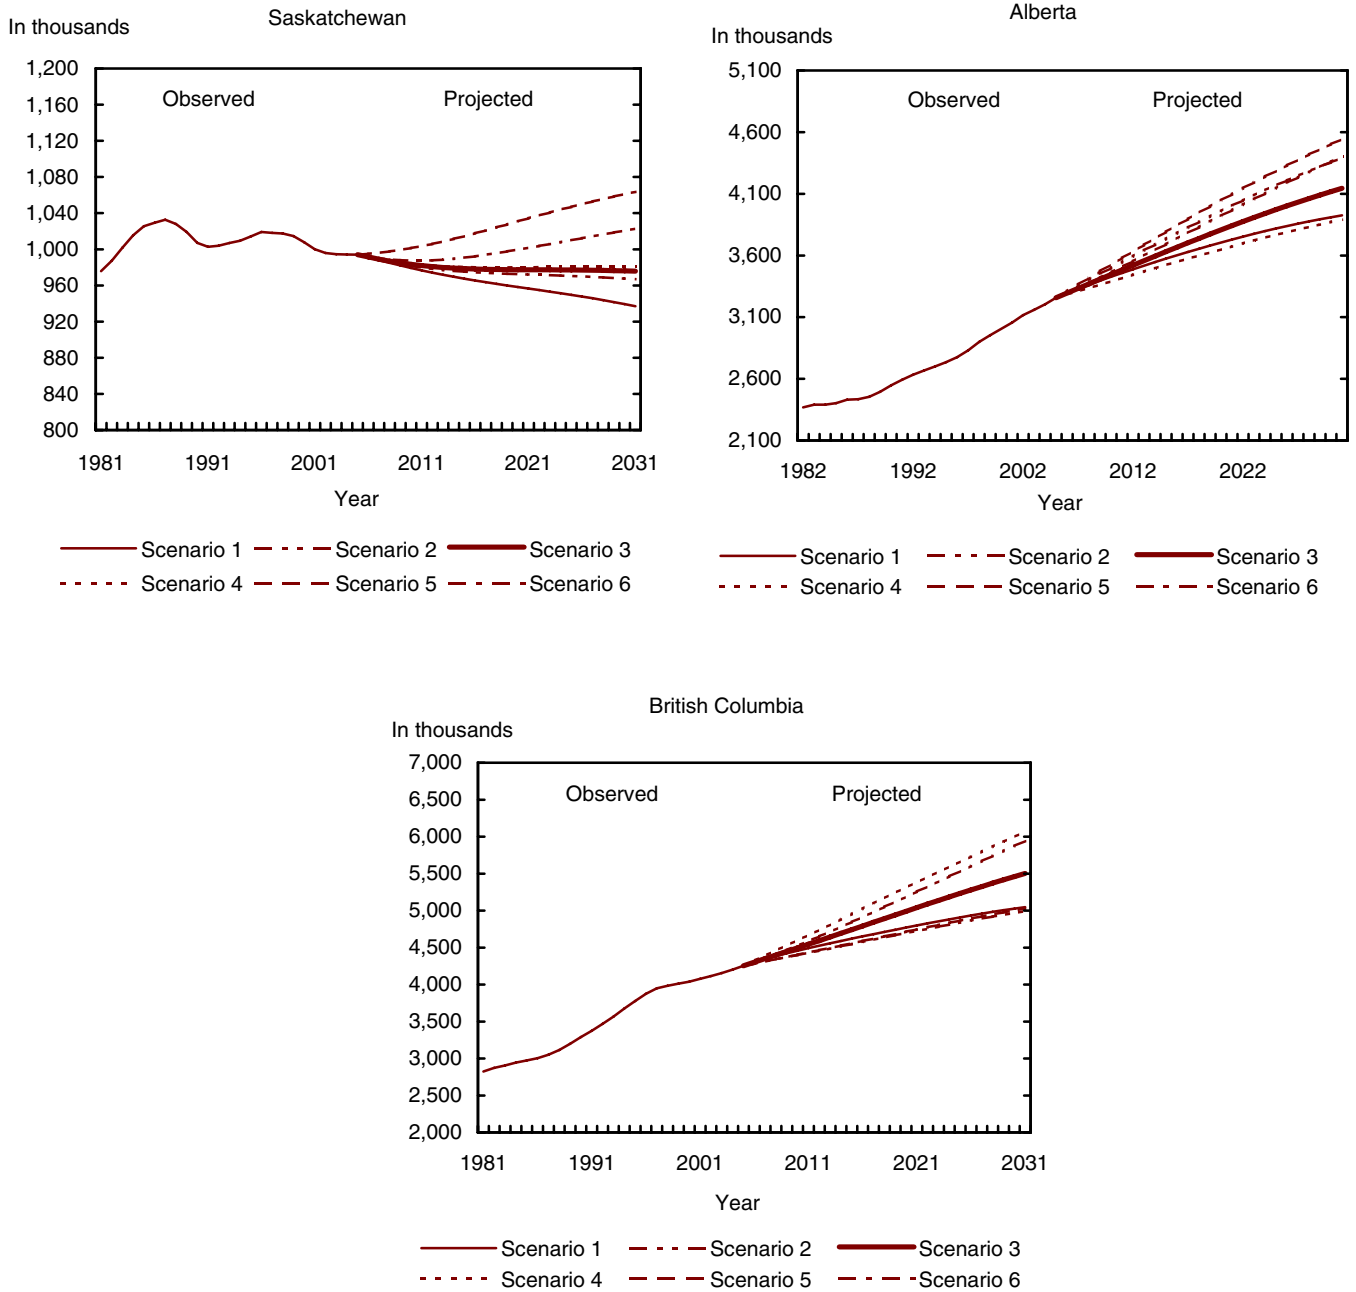 Saskatchewan
In thousands
1,200
1,160
1,120
1,080
1,040
1,000
960
920
880
840
800
Observed
Projected
1981 1991 2001 2011 2021 2031
Year
Scenario 1 Scenario 2 Scenario 3
Scenario 4 Scenario 5 Scenario 6
Alberta
In thousands
5,100
4,600
4,100
3,600
3,100
2,600
2,100
Observed
Projected
1982 1992 2002 2012 2022
Year
Scenario 1 Scenario 2 Scenario 3
Scenario 4 Scenario 5 Scenario 6
British Columbia
In thousands
7,000
6,500
6,000
5,500
5,000
4,500
4,000
3,500
3,000
2,500
2,000
Observed
Projected
1981 1991 2001 2011 2021 2031
Year
Scenario 1 Scenario 2 Scenario 3
Scenario 4 Scenario 5 Scenario 6